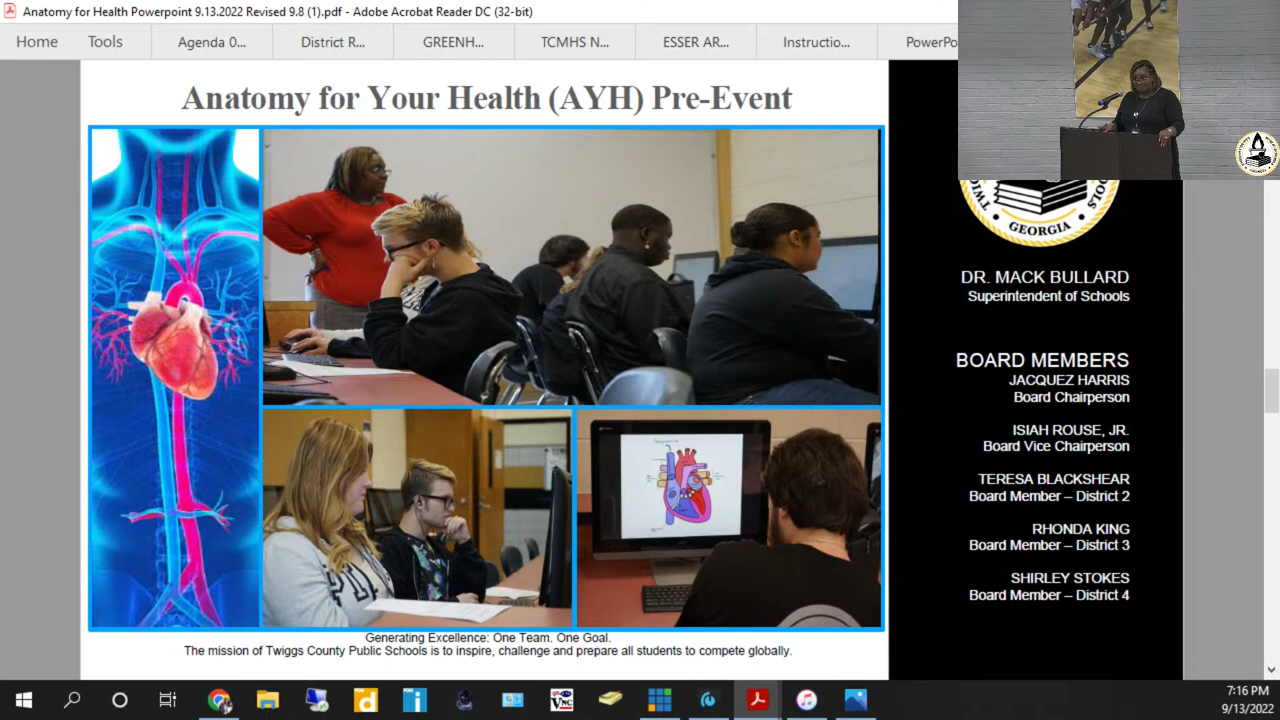 Anatomy for Health Powerpoint 9.13.2022 Revised 9.8 (1).pdf - Adobe Acrobat Reader DC (32-bit)
Home Tools Agenda 0... District R... GREENH... TCMHS N... ESSER AR... Instructio... PowerPo
Anatomy for Your Health (AYH) Pre-Event
GEORGIA
DR. MACK BULLARD
Superintendent of Schools
BOARD MEMBERS
JACQUEZ HARRIS
Board Chairperson
ISIAH ROUSE, JR.
Board Vice Chairperson
TERESA BLACKSHEAR
Board Member – District 2
RHONDA KING
Board Member – District 3
SHIRLEY STOKES
Board Member – District 4
Generating Excellence: One Team. One Goal.
The mission of Twiggs County Public Schools is to inspire, challenge and prepare all students to compete globally.
7:16 PM
9/13/2022